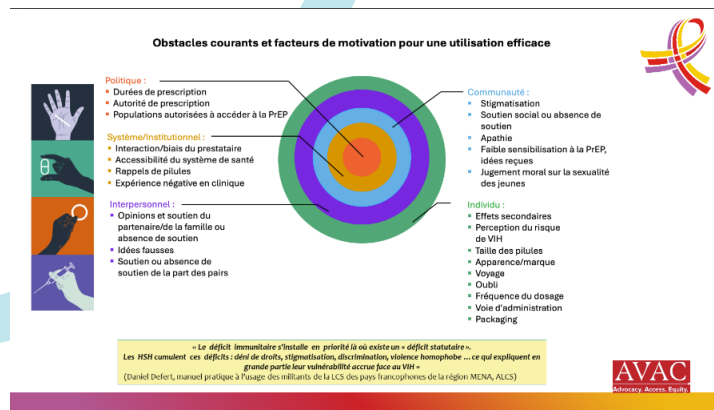 Obstacles courants et facteurs de motivation pour une utilisation efficace
Politique :
▪ Durées de prescription
▪ Autorité de prescription
▪ Populations autorisées à accéder à la PrEP
Système/Institutionnel :
▪ Interaction/biais du prestataire
▪ Accessibilité du système de santé
▪ Rappels de pilules
▪ Expérience négative en clinique
Interpersonnel :
▪ Opinions et soutien du
partenaire/de la famille ou
absence de soutien
▪ Idées fausses
▪ Soutien ou absence de
soutien de la part des pairs
Communauté :
▪ Stigmatisation
▪ Soutien social ou absence de
soutien
▪ Apathie
▪ Faible sensibilisation à la PrEP,
idées reçues
▪ Jugement moral sur la sexualité
des jeunes
Individu :
▪ Effets secondaires
▪ Perception du risque
de VIH
▪ Taille des pilules
▪ Apparence/marque
▪ Voyage
▪ Oubli
▪ Fréquence du dosage
▪ Voie d'administration
▪ Packaging
« Le déficit immunitaire s'installe en priorité là où existe un « déficit statutaire ».
Les HSH cumulent ces déficits : déni de droits, stigmatisation, discrimination, violence homophobe ... ce qui expliquent en
grande partie leur vulnérabilité accrue face au VIH »
(Daniel Defert, manuel pratique à l'usage des militants de la LCS des pays francophones de la région MENA, ALCS)
AVAC
Advocacy. Access. Equity.